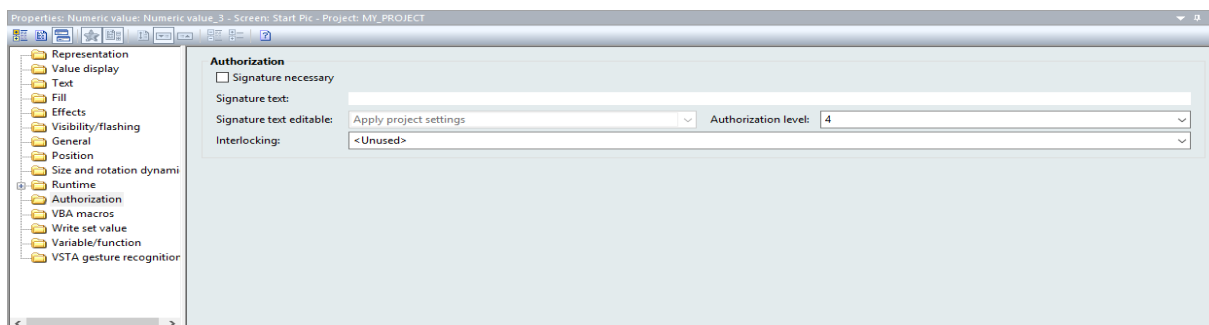 Properties: Numeric value: Numeric value_3 - Screen: Start Pic - Project: MY_PROJECT
Representation
Value display
Text
Fill
Effects
Visibility/flashing
General
Position
Size and rotation dynami
Runtime
Authorization
VBA macros
Write set value
Variable/function
VSTA gesture recognition
Authorization
Signature necessary
Signature text:
Signature text editable: Apply project settings Authorization level: 4
Interlocking: <Unused>